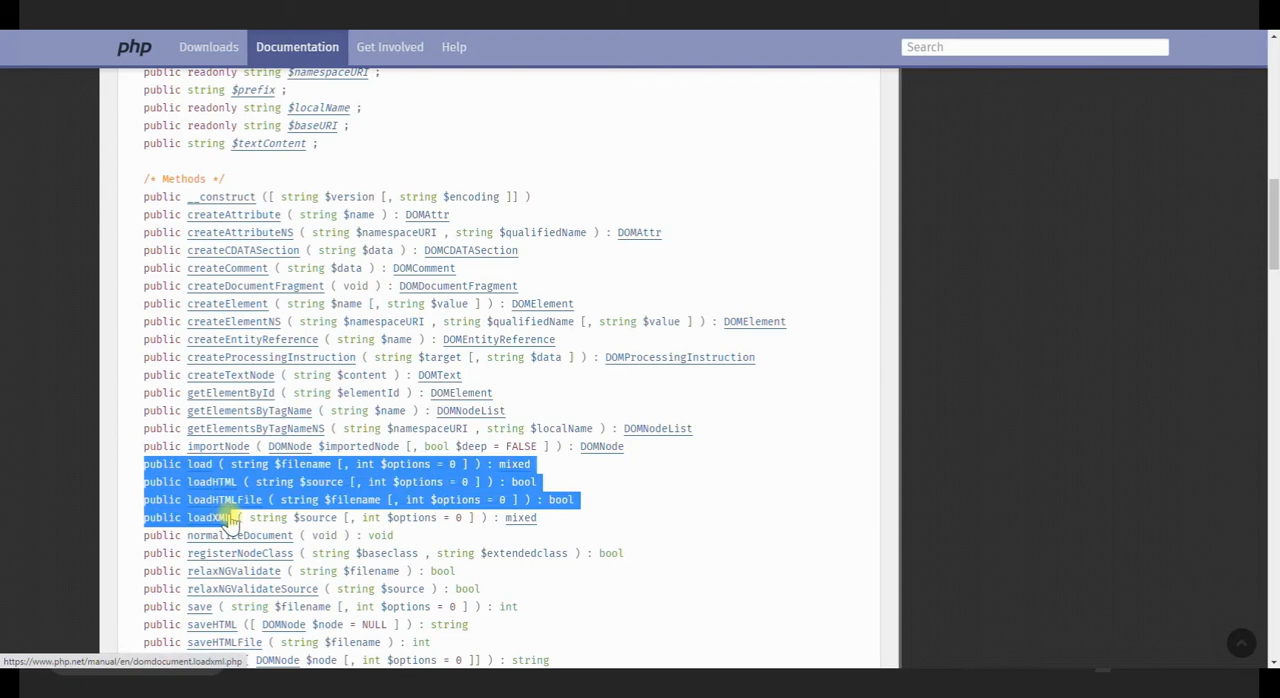 php Downloads Documentation Get Involved Help Search
public readonly string $namespaceURI ;
public string $prefix ;
public readonly string $localName ;
public readonly string $baseURI ;
public string $textContent ;
/* Methods */
public __construct ([ string $version [, string $encoding ]] )
public createAttribute ( string $name ) : DOMAttr
public createAttributeNS ( string $namespaceURI , string $qualifiedName ) : DOMAttr
public createCDATASection ( string $data ) : DOMCDATASection
public createComment ( string $data ) : DOMComment
public createDocumentFragment ( void ) : DOMDocumentFragment
public createElement ( string $name [, string $value ] ) : DOMElement
public createElementNS ( string $namespaceURI , string $qualifiedName [, string $value ] ) : DOMElement
public createEntityReference ( string $name ) : DOMEntityReference
public createProcessingInstruction ( string $target [, string $data ] ) : DOMProcessingInstruction
public createTextNode ( string $content ) : DOMText
public getElementById ( string $elementId ) : DOMElement
public getElementsByTagName ( string $name ) : DOMNodeList
public getElementsByTagNameNS ( string $namespaceURI , string $localName ) : DOMNodeList
public importNode ( DOMNode $importedNode [, bool $deep = FALSE ] ) : DOMNode
public load ( string $filename [, int $options = 0 ] ) : mixed
public loadHTML ( string $source [, int $options = 0 ] ) : bool
public loadHTMLFile ( string $filename [, int $options = 0 ] ) : bool
public loadXML ( string $source [, int $options = 0 ] ) : mixed
public normalizeDocument ( void ) : void
public registerNodeClass ( string $baseclass , string $extendedclass ) : bool
public relaxNGValidate ( string $filename ) : bool
public relaxNGValidateSource ( string $source ) : bool
public save ( string $filename [, int $options = 0 ] ) : int
public saveHTML ([ DOMNode $node = NULL ] ) : string
public saveHTMLFile ( string $filename ) : int
https://www.php.net/manual/en/domdocument.loadxml.php DOMNode $node [, int $options = 0 ]] ) : string